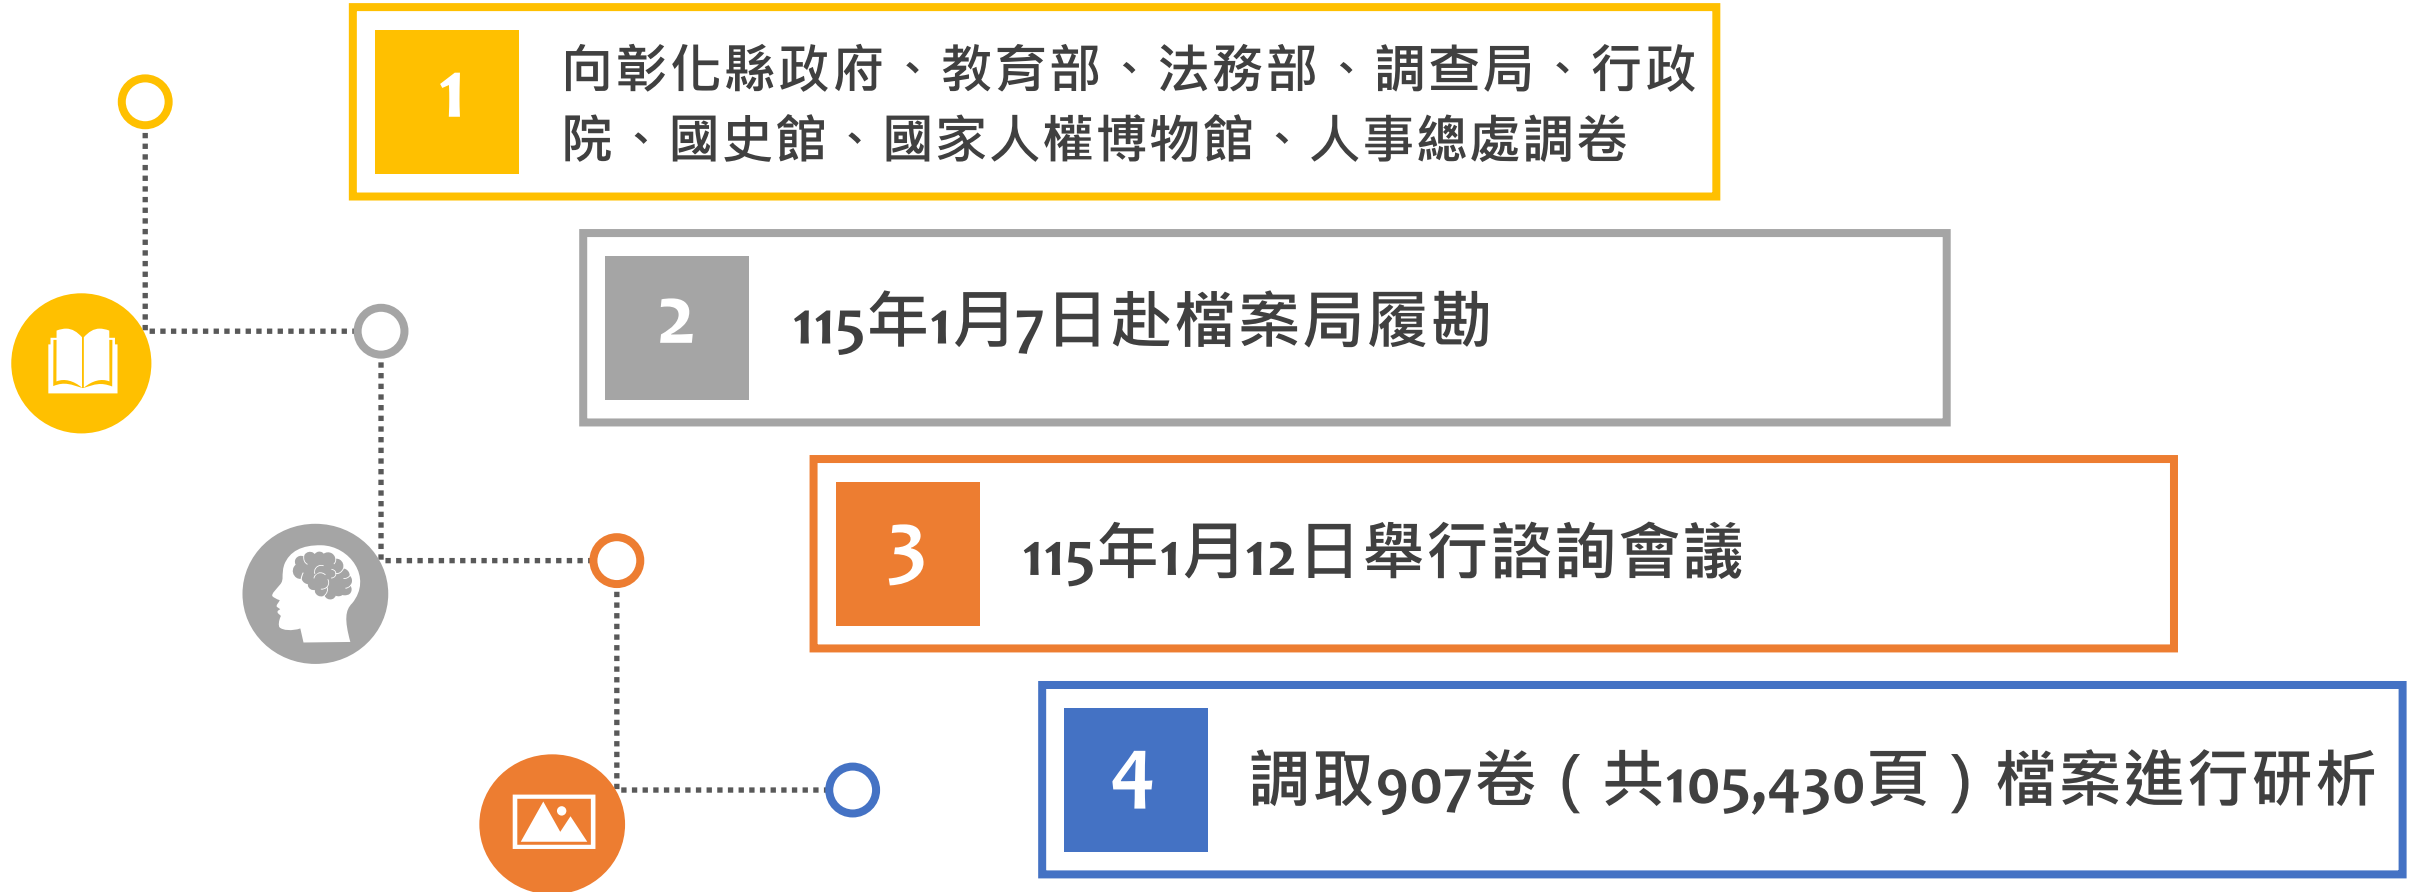 1
向彰化縣政府、教育部、法務部、調查局、行政
院、國史館、國家人權博物館、人事總處調卷
2
115年1月7日赴檔案局履勘
3
115年1月12日舉行諮詢會議
4
調取907卷（共105,430頁）檔案進行研析